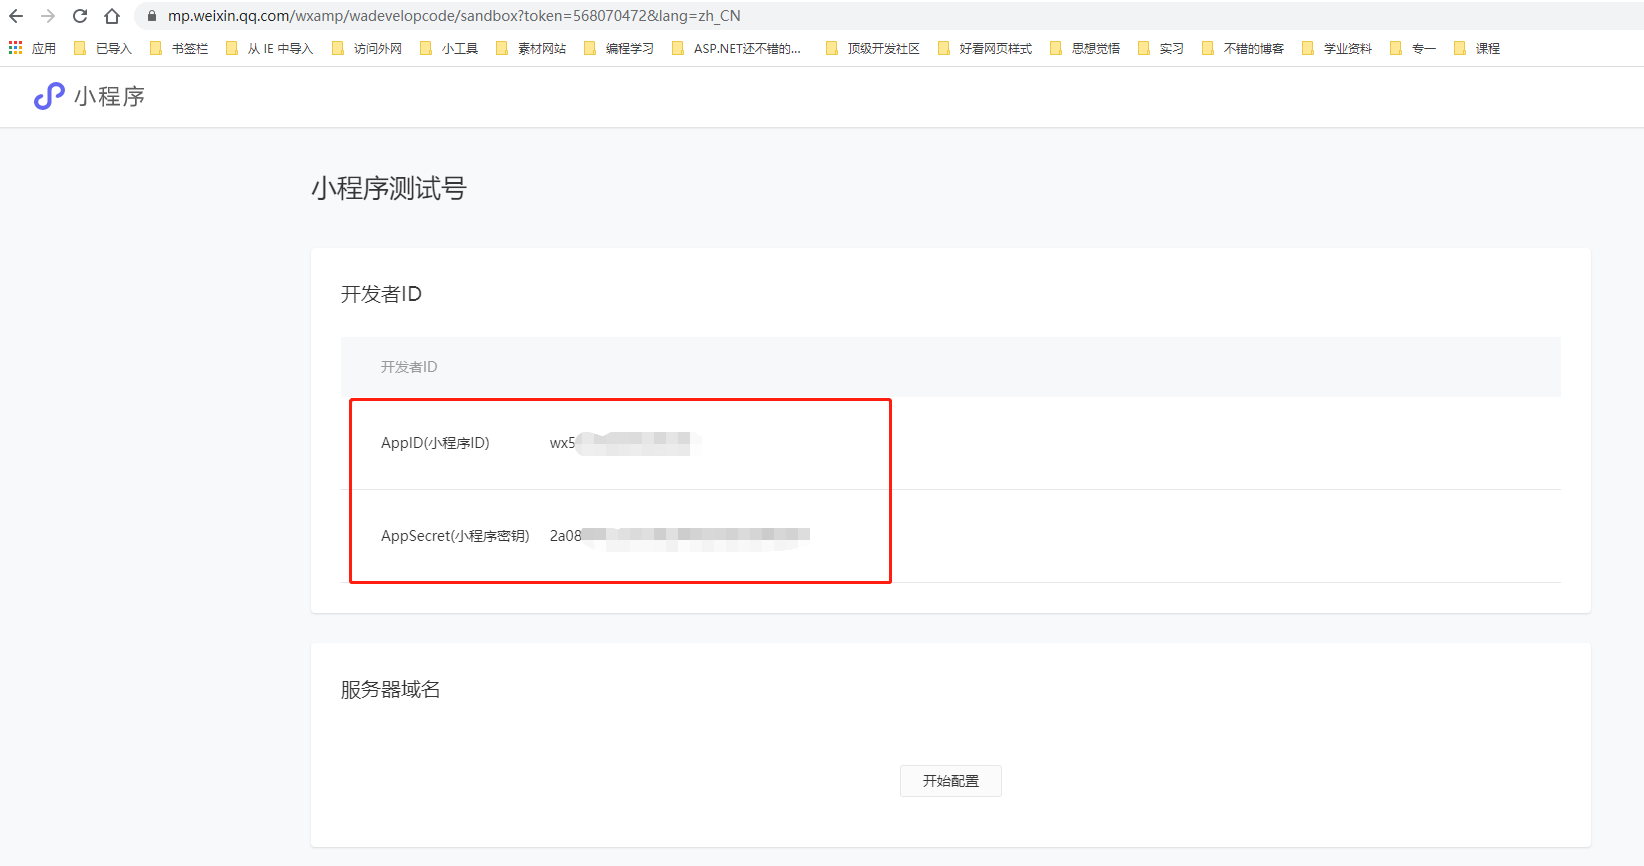 mp.weixin.qq.com/wxamp/wadevelopcode/sandbox?token=568070472&lang=zh_CN
应用 已导入 书签栏 从 IE 中导入 访问外网 小工具 素材网站 编程学习 ASP.NET还不错的... 顶级开发社区 好看网页样式 思想觉悟 实习 不错的博客 学业资料 专一 课程
小程序
小程序测试号
开发者ID
开发者ID
AppID(小程序ID) wx5
AppSecret(小程序密钥) 2a08
服务器域名
开始配置